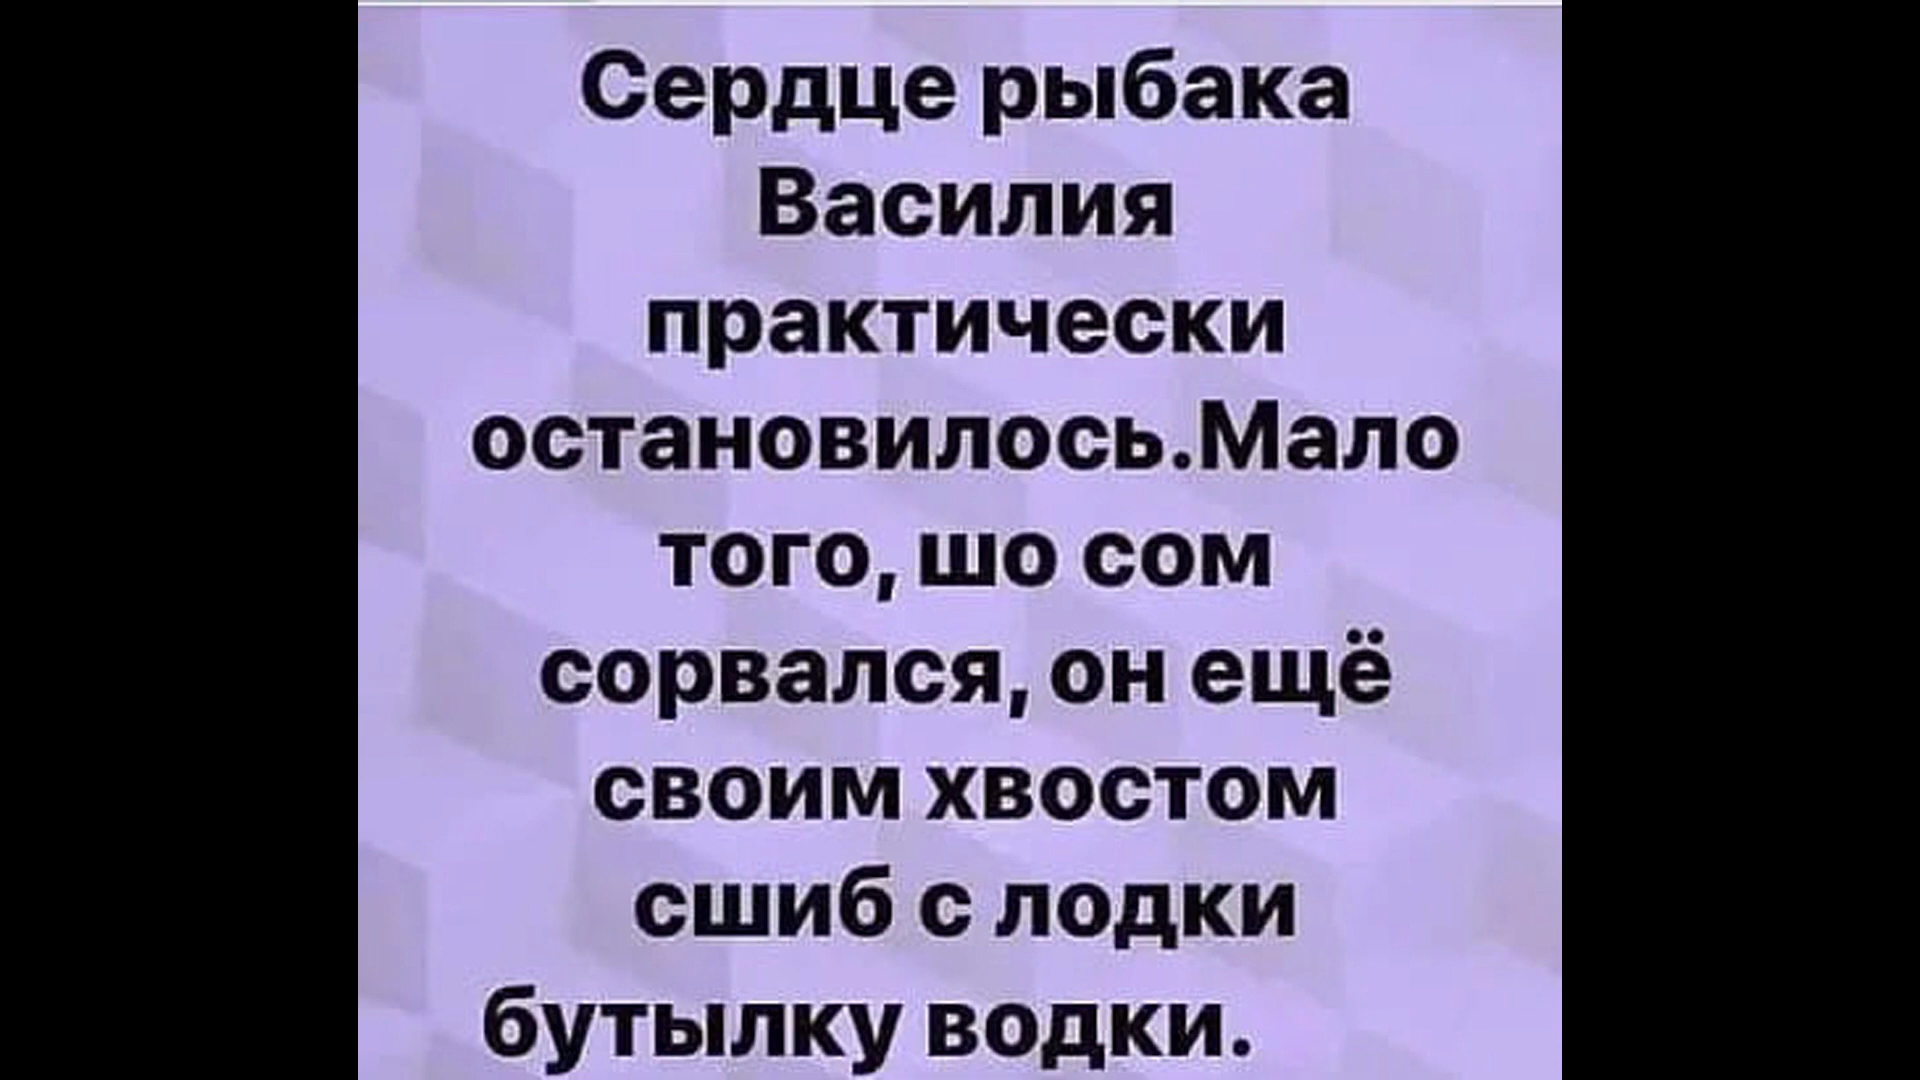 Сердце рыбака
Василия
практически
остановилось.Мало
того, шо сом
сорвался, он ещё
своим хвостом
сшиб с лодки
бутылку водки.